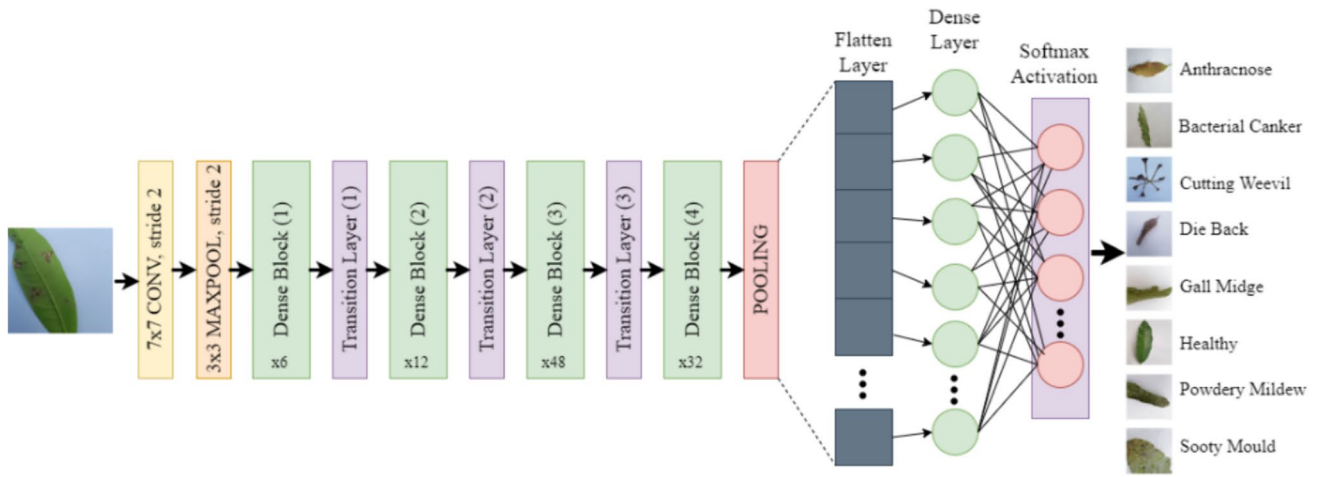 7x7 CONV, stride 2
3x3 MAXPOOL, stride 2
Dense Block (1)
x6
Transition Layer (1)
Dense Block (2)
x12
Transition Layer (2)
Dense Block (3)
x48
Transition Layer (3)
Dense Block (4)
x32
POOLING
Flatten
Layer
Dense
Layer
Softmax
Activation
Anthracnose
Bacterial Canker
Cutting Weevil
Die Back
Gall Midge
Healthy
Powdery Mildew
Sooty Mould